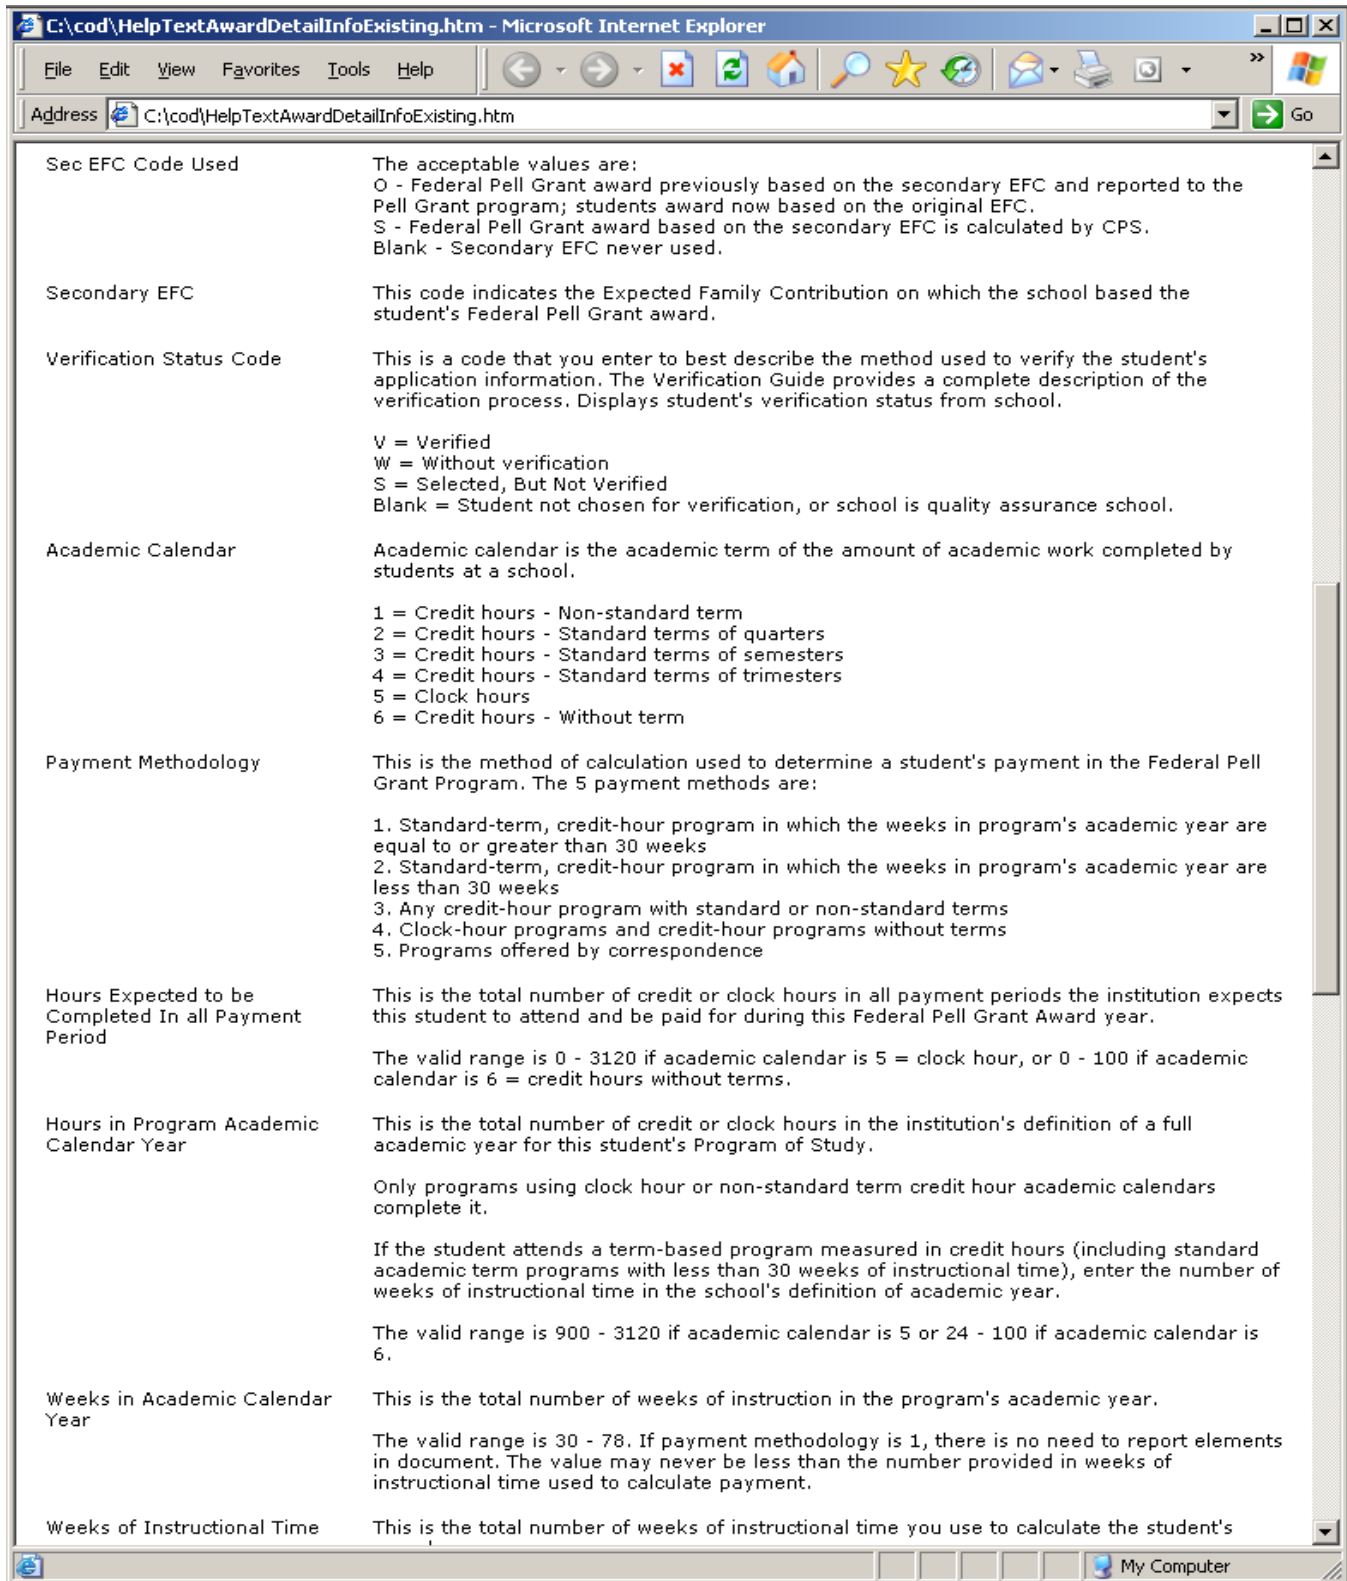 C:\cod\HelpTextAwardDetailInfoExisting.htm - Microsoft Internet Explorer
File Edit View Favorites Tools Help
Address C:\cod\HelpTextAwardDetailInfoExisting.htm Go
Sec EFC Code Used
The acceptable values are:
O - Federal Pell Grant award previously based on the secondary EFC and reported to the
Pell Grant program; students award now based on the original EFC.
S - Federal Pell Grant award based on the secondary EFC is calculated by CPS.
Blank - Secondary EFC never used.
Secondary EFC
This code indicates the Expected Family Contribution on which the school based the
student's Federal Pell Grant award.
Verification Status Code
This is a code that you enter to best describe the method used to verify the student's
application information. The Verification Guide provides a complete description of the
verification process. Displays student's verification status from school.
V = Verified
W = Without verification
S = Selected, But Not Verified
Blank = Student not chosen for verification, or school is quality assurance school.
Academic Calendar
Academic calendar is the academic term of the amount of academic work completed by
students at a school.
1 = Credit hours - Non-standard term
2 = Credit hours - Standard terms of quarters
3 = Credit hours - Standard terms of semesters
4 = Credit hours - Standard terms of trimesters
5 = Clock hours
6 = Credit hours - Without term
Payment Methodology
This is the method of calculation used to determine a student's payment in the Federal Pell
Grant Program. The 5 payment methods are:
1. Standard-term, credit-hour program in which the weeks in program's academic year are
equal to or greater than 30 weeks
2. Standard-term, credit-hour program in which the weeks in program's academic year are
less than 30 weeks
3. Any credit-hour program with standard or non-standard terms
4. Clock-hour programs and credit-hour programs without terms
5. Programs offered by correspondence
Hours Expected to be
Completed In all Payment
Period
This is the total number of credit or clock hours in all payment periods the institution expects
this student to attend and be paid for during this Federal Pell Grant Award year.
The valid range is 0 - 3120 if academic calendar is 5 = clock hour, or 0 - 100 if academic
calendar is 6 = credit hours without terms.
Hours in Program Academic
Calendar Year
This is the total number of credit or clock hours in the institution's definition of a full
academic year for this student's Program of Study.
Only programs using clock hour or non-standard term credit hour academic calendars
complete it.
If the student attends a term-based program measured in credit hours (including standard
academic term programs with less than 30 weeks of instructional time), enter the number of
weeks of instructional time in the school's definition of academic year.
The valid range is 900 - 3120 if academic calendar is 5 or 24 - 100 if academic calendar is
6.
Weeks in Academic Calendar
Year
This is the total number of weeks of instruction in the program's academic year.
The valid range is 30 - 78. If payment methodology is 1, there is no need to report elements
in document. The value may never be less than the number provided in weeks of
instructional time used to calculate payment.
Weeks of Instructional Time
This is the total number of weeks of instructional time you use to calculate the student's
My Computer